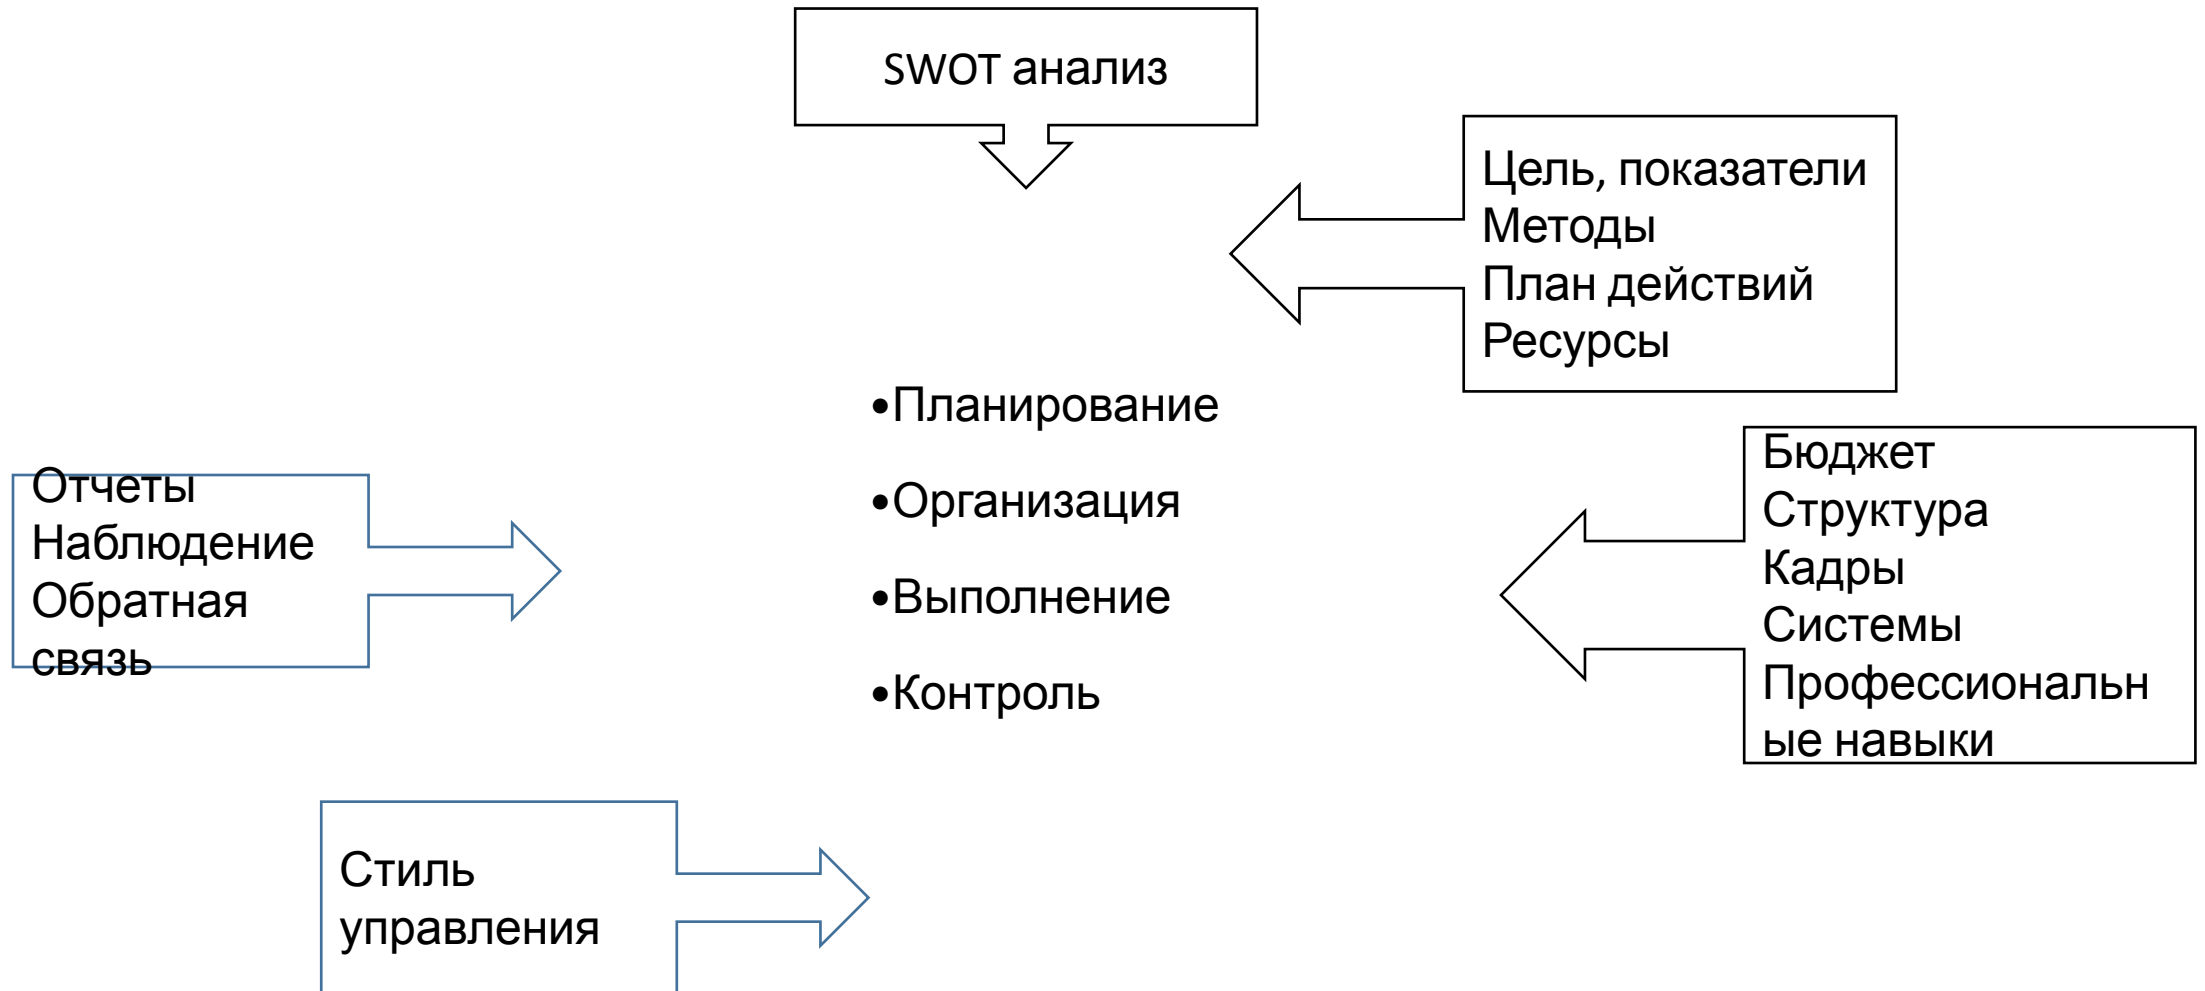 SWOT анализ
Цель, показатели
Методы
План действий
Ресурсы
•Планирование
•Организация
•Выполнение
•Контроль
Бюджет
Структура
Кадры
Системы
Профессиональн
ые навыки
Отчеты
Наблюдение
Обратная
связь
Стиль
управления